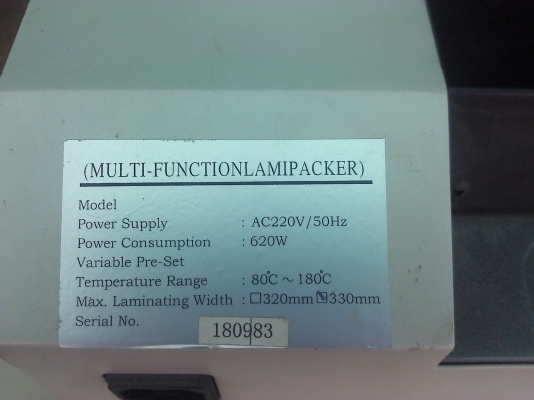 (MULTI-FUNCTIONLAMIPACKER)
Model
Power Supply : AC220V/50Hz
Power Consumption : 620W
Variable Pre-Set
Temperature Range : 80℃ ~ 180℃
Max. Laminating Width : ☐320mm ☑330mm
Serial No. 180983